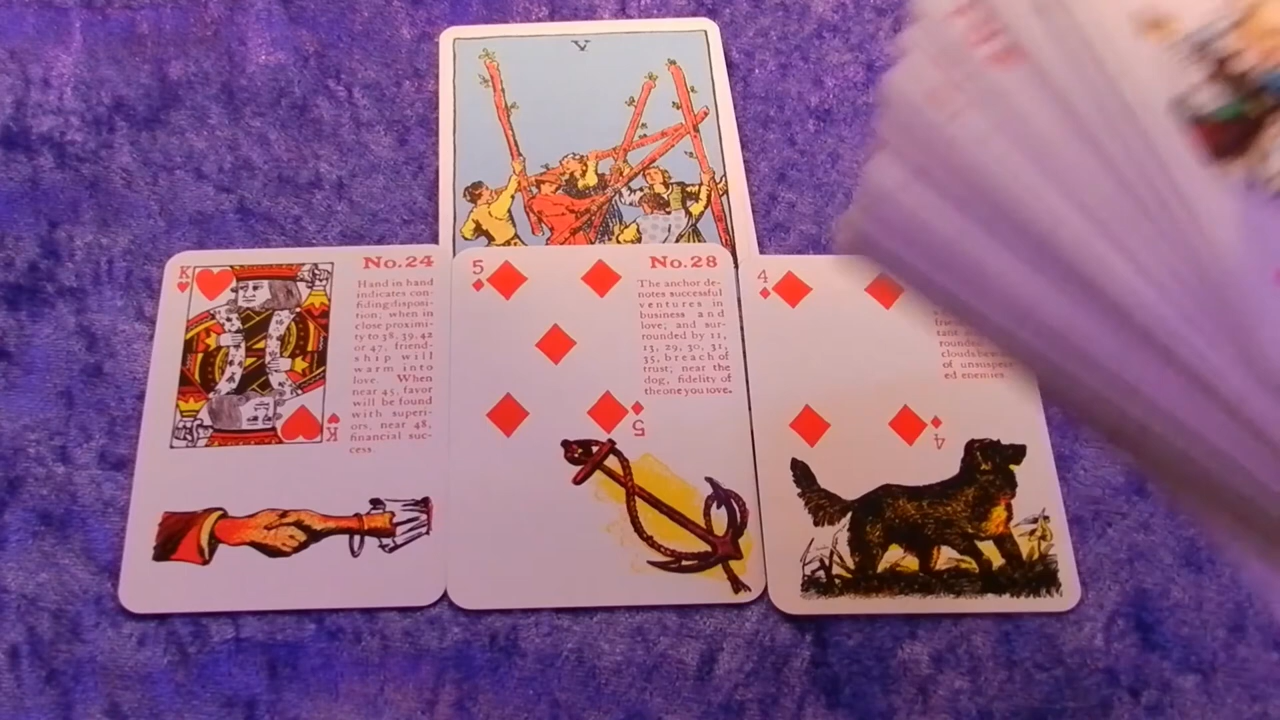 V
K
No.24
Hand in hand
indicates con-
fiding disposi-
tion; when in
close proximi-
ty to 38, 39, 42
or 47, friend-
ship will
warm into
love. When
near 45, favor
will be found
with superi-
ors, near 48,
financial suc-
cess.
K
5
No.28
The anchor de-
notes successful
ventures in
business and
love; and sur-
rounded by 11,
13, 29, 30, 31,
35, breach of
trust; near the
dog, fidelity of
the one you love.
5
4
rounded
clouds
of unsuspe
ed enemies
4